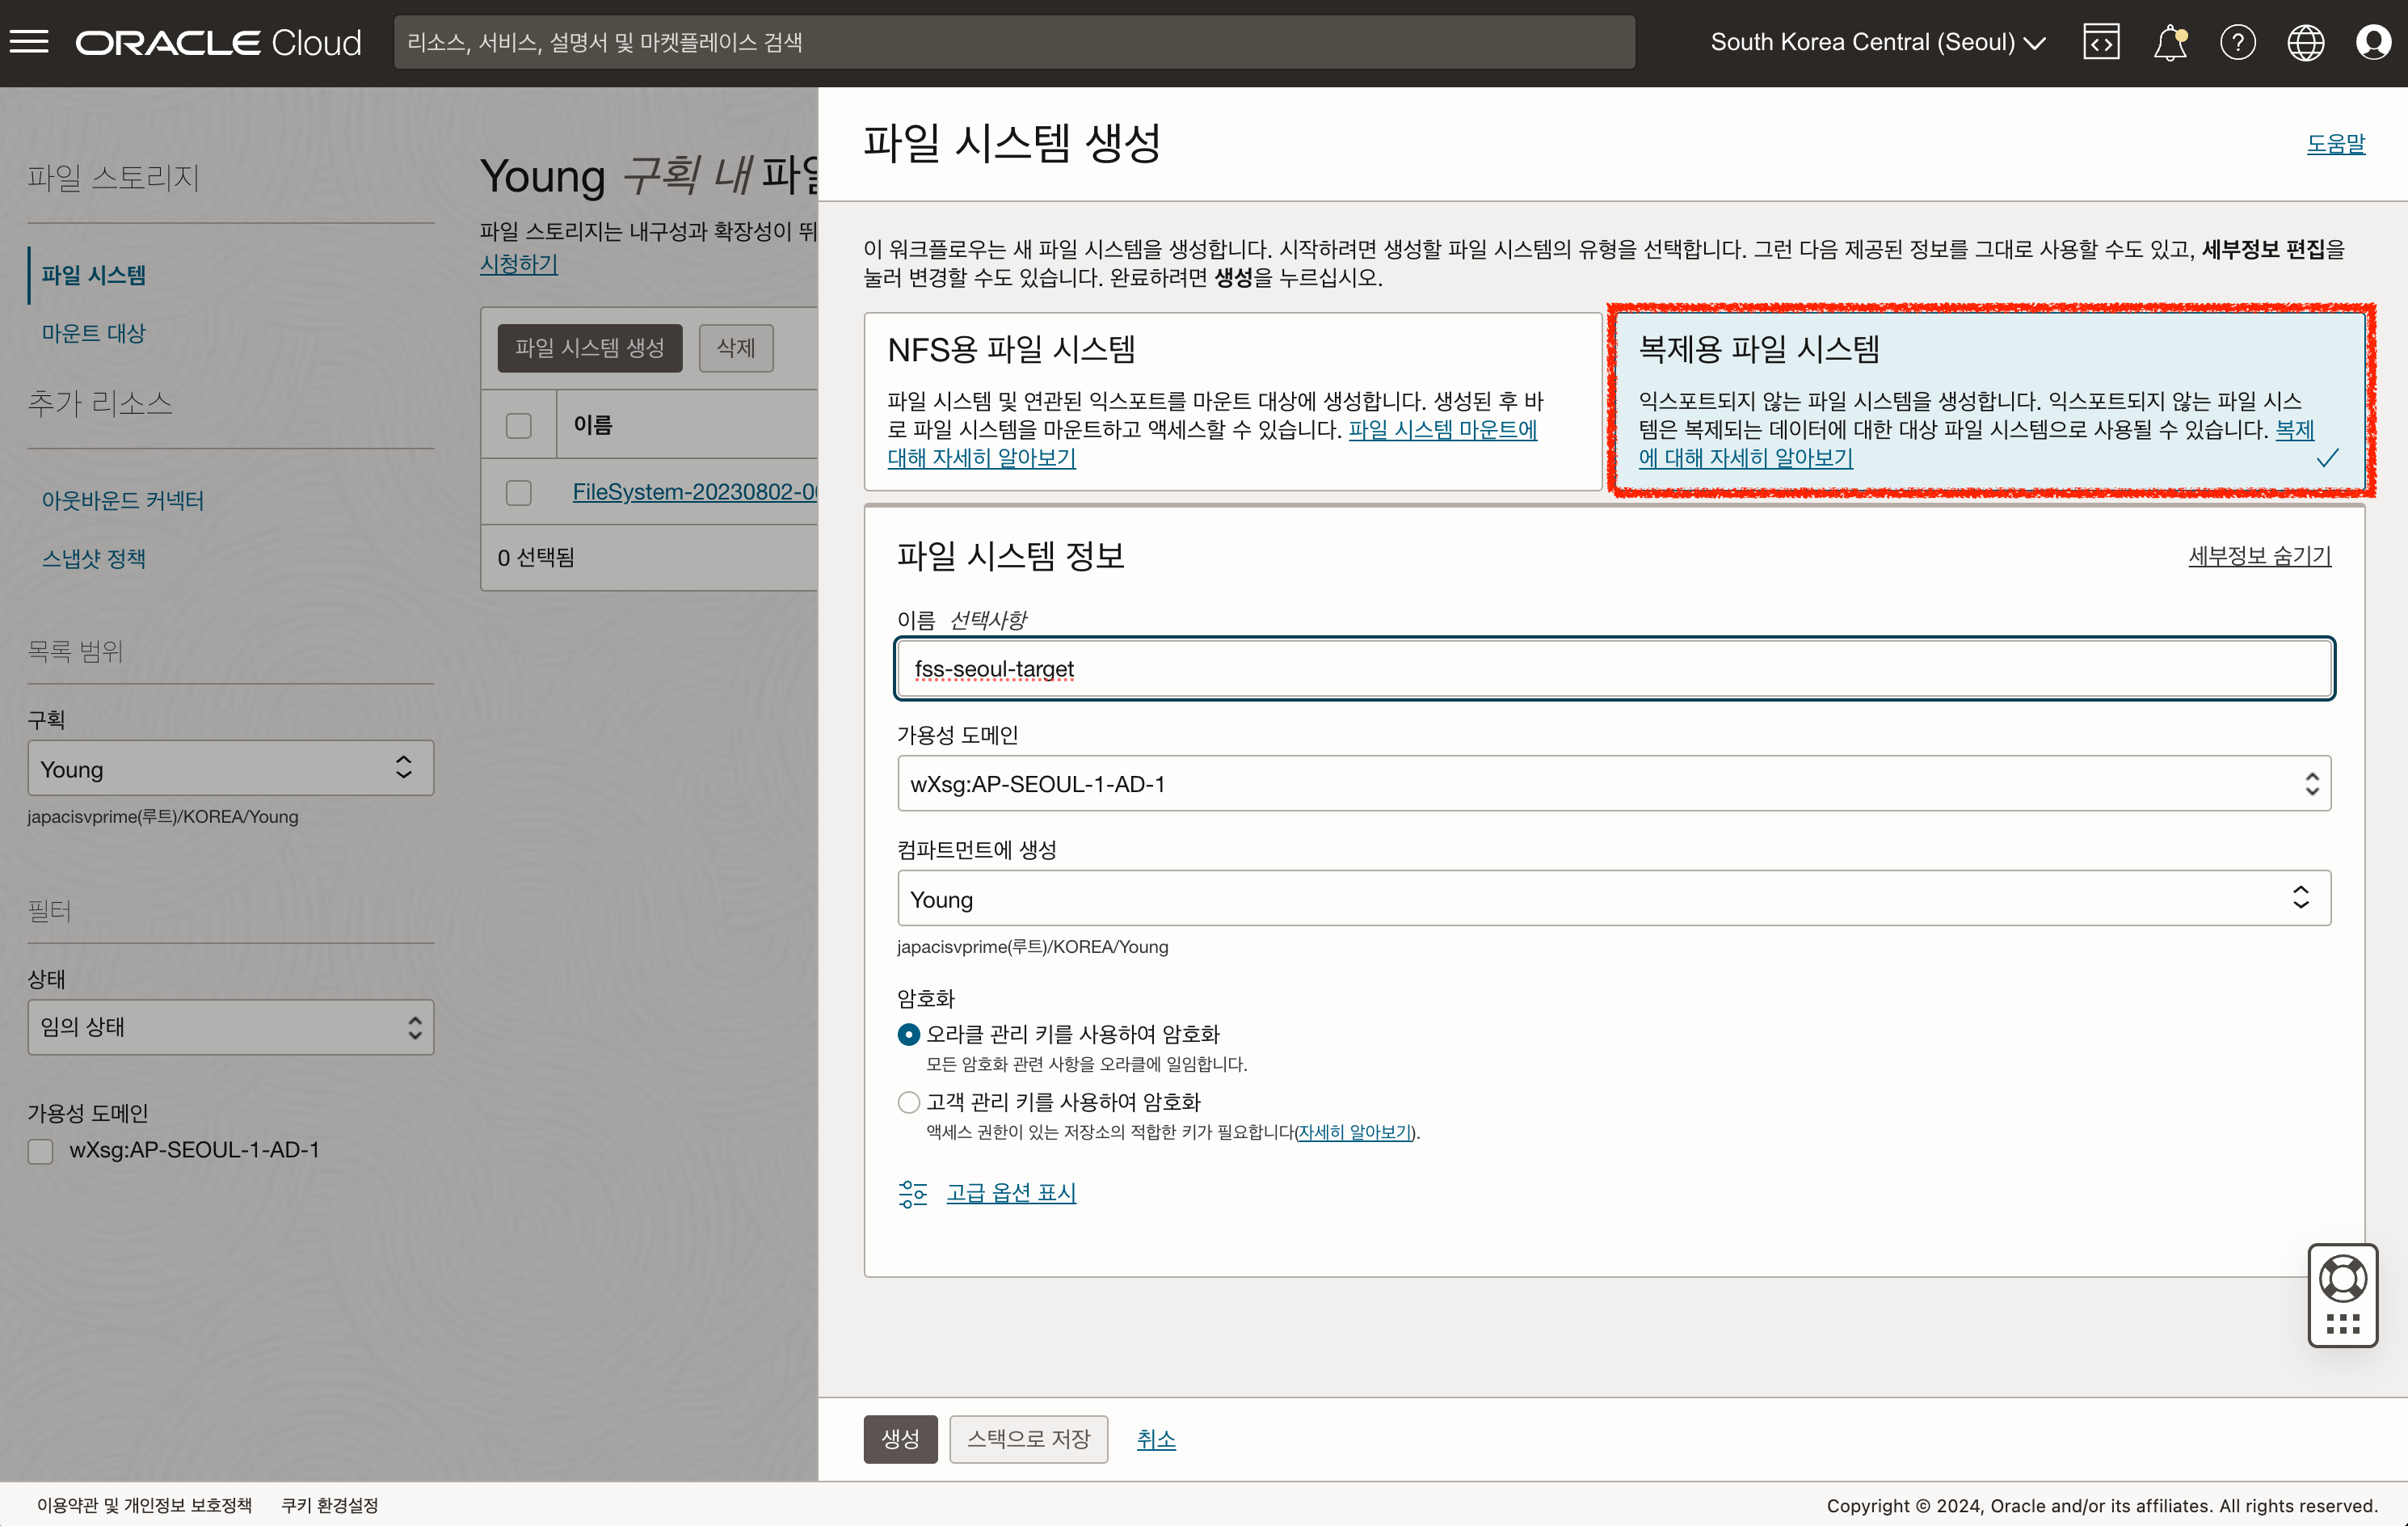 ORACLE Cloud
리소스, 서비스, 설명서 및 마켓플레이스 검색
South Korea Central (Seoul)
파일 스토리지
파일 시스템
마운트 대상
추가 리소스
아웃바운드 커넥터
스냅샷 정책
목록 범위
구획
Young
japacisvprime(루트)/KOREA/Young
필터
상태
임의 상태
가용성 도메인
wXsg:AP-SEOUL-1-AD-1
Young 구획 내
파일 스토리지는 내구성과 확장성이 뛰
시청하기
파일 시스템 생성
삭제
이름
FileSystem-20230802-0
0 선택됨
파일 시스템 생성
도움말
이 워크플로우는 새 파일 시스템을 생성합니다. 시작하려면 생성할 파일 시스템의 유형을 선택합니다. 그런 다음 제공된 정보를 그대로 사용할 수도 있고, 세부정보 편집을
눌러 변경할 수도 있습니다. 완료하려면 생성을 누르십시오.
NFS용 파일 시스템
파일 시스템 및 연관된 익스포트를 마운트 대상에 생성합니다. 생성된 후 바
로 파일 시스템을 마운트하고 액세스할 수 있습니다. 파일 시스템 마운트에
대해 자세히 알아보기
복제용 파일 시스템
익스포트되지 않는 파일 시스템을 생성합니다. 익스포트되지 않는 파일 시스
템은 복제되는 데이터에 대한 대상 파일 시스템으로 사용될 수 있습니다. 복제
에 대해 자세히 알아보기
파일 시스템 정보
세부정보 숨기기
이름 선택사항
fss-seoul-target
가용성 도메인
wXsg:AP-SEOUL-1-AD-1
컴파트먼트에 생성
Young
japacisvprime(루트)/KOREA/Young
암호화
오라클 관리 키를 사용하여 암호화
모든 암호화 관련 사항을 오라클에 일임합니다.
고객 관리 키를 사용하여 암호화
액세스 권한이 있는 저장소의 적합한 키가 필요합니다(자세히 알아보기).
고급 옵션 표시
생성
스택으로 저장
취소
이용약관 및 개인정보 보호정책
쿠키 환경설정
Copyright © 2024, Oracle and/or its affiliates. All rights reserved.